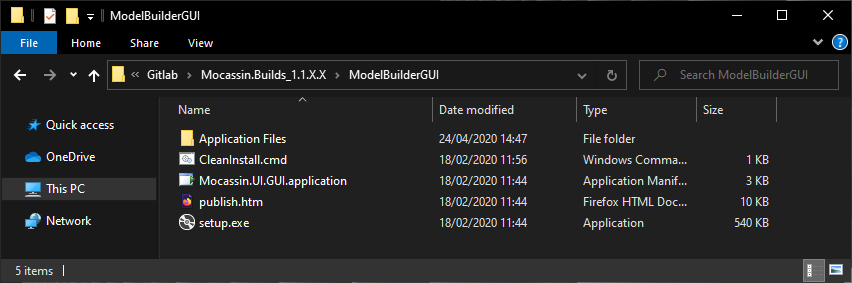 ModelBuilderGUI
File Home Share View
Gitlab Mocassin.Builds_1.1.X.X ModelBuilderGUI Search ModelBuilderGUI
Name Date modified Type Size
Quick access
OneDrive
This PC
Network
Application Files 24/04/2020 14:47 File folder
CleanInstall.cmd 18/02/2020 11:56 Windows Comma... 1 KB
Mocassin.UI.GUI.application 18/02/2020 11:44 Application Manif... 3 KB
publish.htm 18/02/2020 11:44 Firefox HTML Doc... 10 KB
setup.exe 18/02/2020 11:44 Application 540 KB
5 items